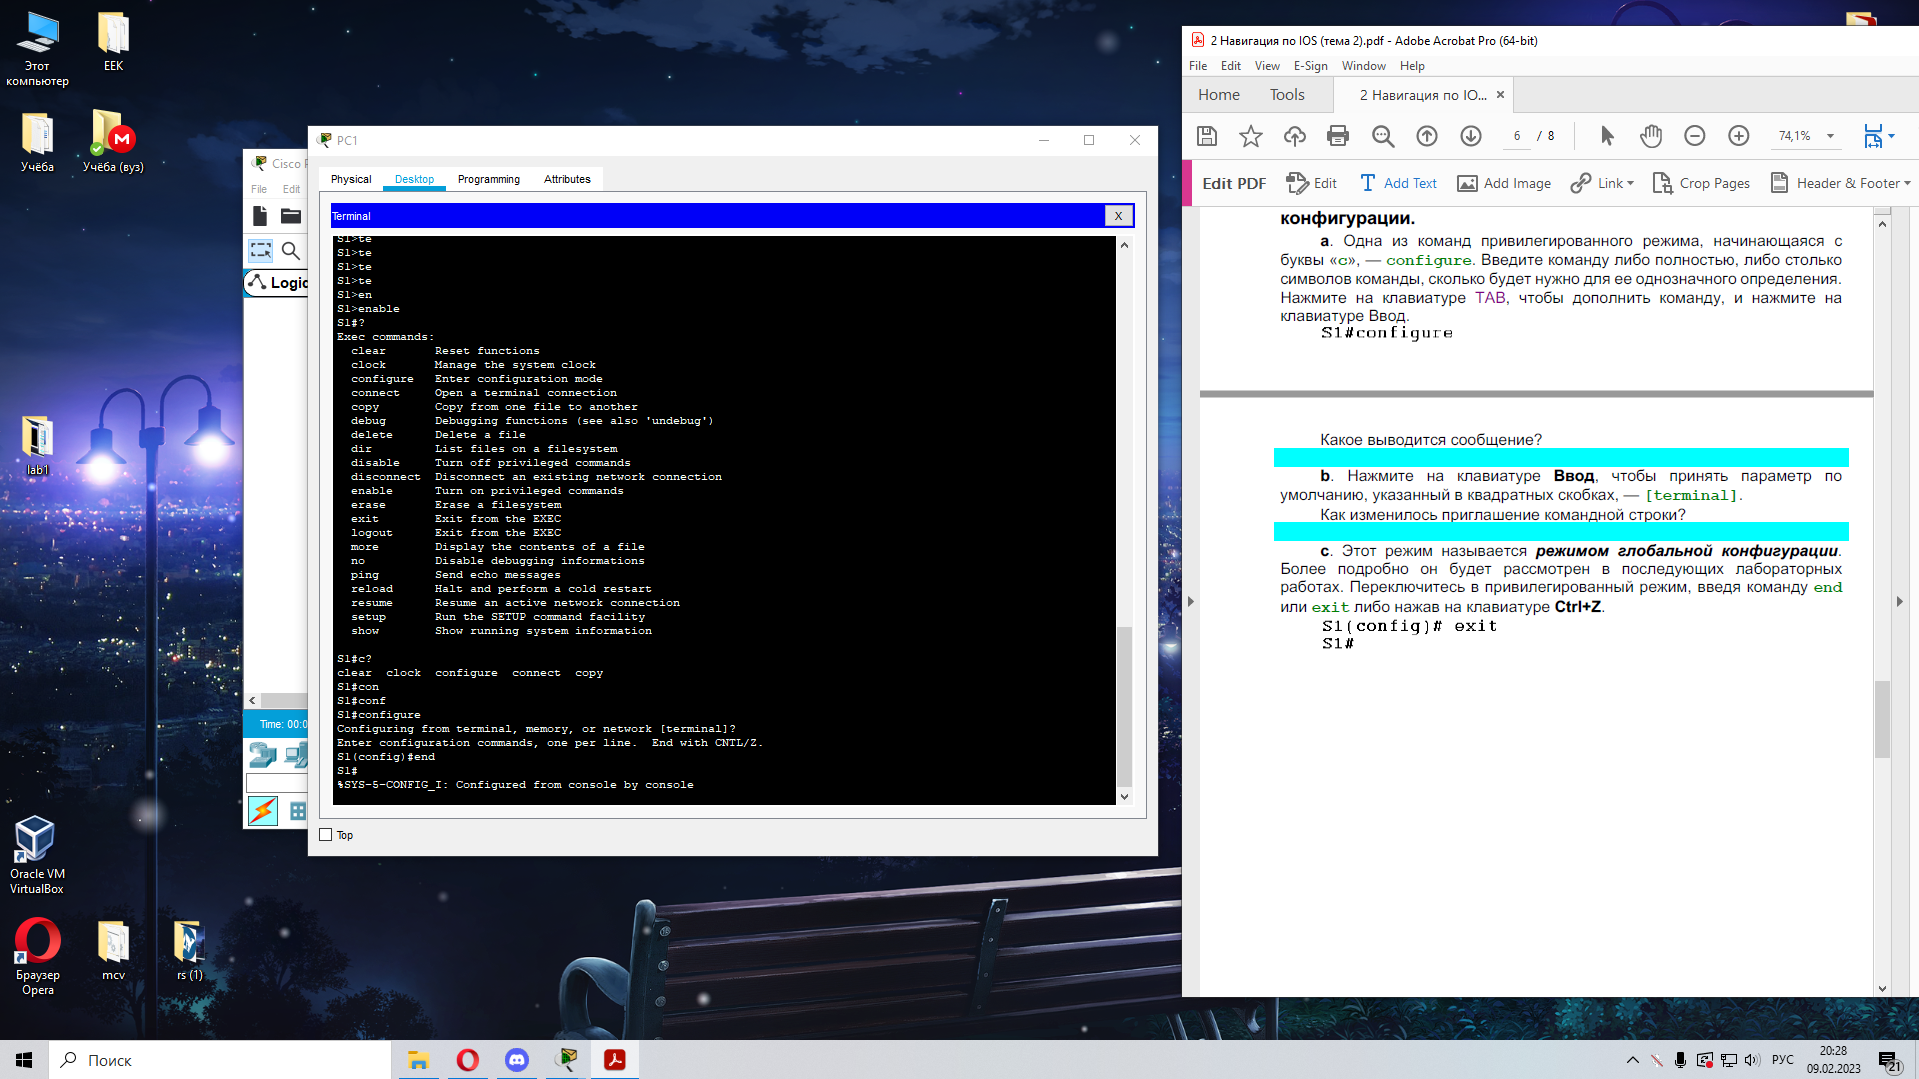 Этот
компьютер
EEK
Учёба
Учёба (вуз)
lab1
Oracle VM
VirtualBox
Браузер
Opera
mcv
rs (1)
Cisco P
File Edit
Logic
Time: 00:0
PC1
Physical Desktop Programming Attributes
Terminal
X
S1>te
S1>te
S1>te
S1>te
S1>en
S1>enable
S1#?
Exec commands:
clear Reset functions
clock Manage the system clock
configure Enter configuration mode
connect Open a terminal connection
copy Copy from one file to another
debug Debugging functions (see also 'undebug')
delete Delete a file
dir List files on a filesystem
disable Turn off privileged commands
disconnect Disconnect an existing network connection
enable Turn on privileged commands
erase Erase a filesystem
exit Exit from the EXEC
logout Exit from the EXEC
more Display the contents of a file
no Disable debugging informations
ping Send echo messages
reload Halt and perform a cold restart
resume Resume an active network connection
setup Run the SETUP command facility
show Show running system information
S1#c?
clear clock configure connect copy
S1#con
S1#conf
S1#configure
Configuring from terminal, memory, or network [terminal]?
Enter configuration commands, one per line. End with CNTL/Z.
S1(config)#end
S1#
%SYS-5-CONFIG_I: Configured from console by console
Top
2 Навигация по IOS (тема 2).pdf - Adobe Acrobat Pro (64-bit)
File Edit View E-Sign Window Help
Home Tools 2 Навигация по IO... ×
6 / 8 74,1%
Edit PDF Edit Add Text Add Image Link Crop Pages Header & Footer
конфигурации.
a. Одна из команд привилегированного режима, начинающаяся с
буквы «c», — configure. Введите команду либо полностью, либо столько
символов команды, сколько будет нужно для ее однозначного определения.
Нажмите на клавиатуре TAB, чтобы дополнить команду, и нажмите на
клавиатуре Ввод.
S1#configure
Какое выводится сообщение?
b. Нажмите на клавиатуре Ввод, чтобы принять параметр по
умолчанию, указанный в квадратных скобках, — [terminal].
Как изменилось приглашение командной строки?
c. Этот режим называется режимом глобальной конфигурации.
Более подробно он будет рассмотрен в последующих лабораторных
работах. Переключитесь в привилегированный режим, введя команду end
или exit либо нажав на клавиатуре Ctrl+Z.
S1(config)# exit
S1#
Поиск
РУС
20:28
09.02.2023
21